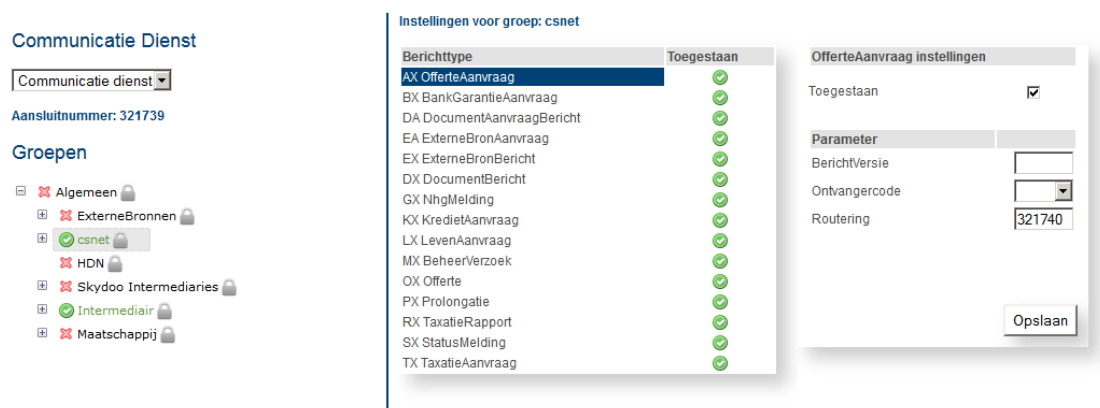 Communicatie Dienst
Communicatie dienst
Aansluitnummer: 321739
Groepen
Algemeen
ExterneBronnen
csnet
HDN
Skydoo Intermediaries
Intermediair
Maatschappij
Instellingen voor groep: csnet
Berichttype Toegestaan
AX OfferteAanvraag
BX BankGarantieAanvraag
DA DocumentAanvraagBericht
EA ExterneBronAanvraag
EX ExterneBronBericht
DX DocumentBericht
GX NhgMelding
KX KredietAanvraag
LX LevenAanvraag
MX BeheerVerzoek
OX Offerte
PX Prolongatie
RX TaxatieRapport
SX StatusMelding
TX TaxatieAanvraag
OfferteAanvraag instellingen
Toegestaan
Parameter
BerichtVersie
Ontvangercode
Routering 321740
Opslaan